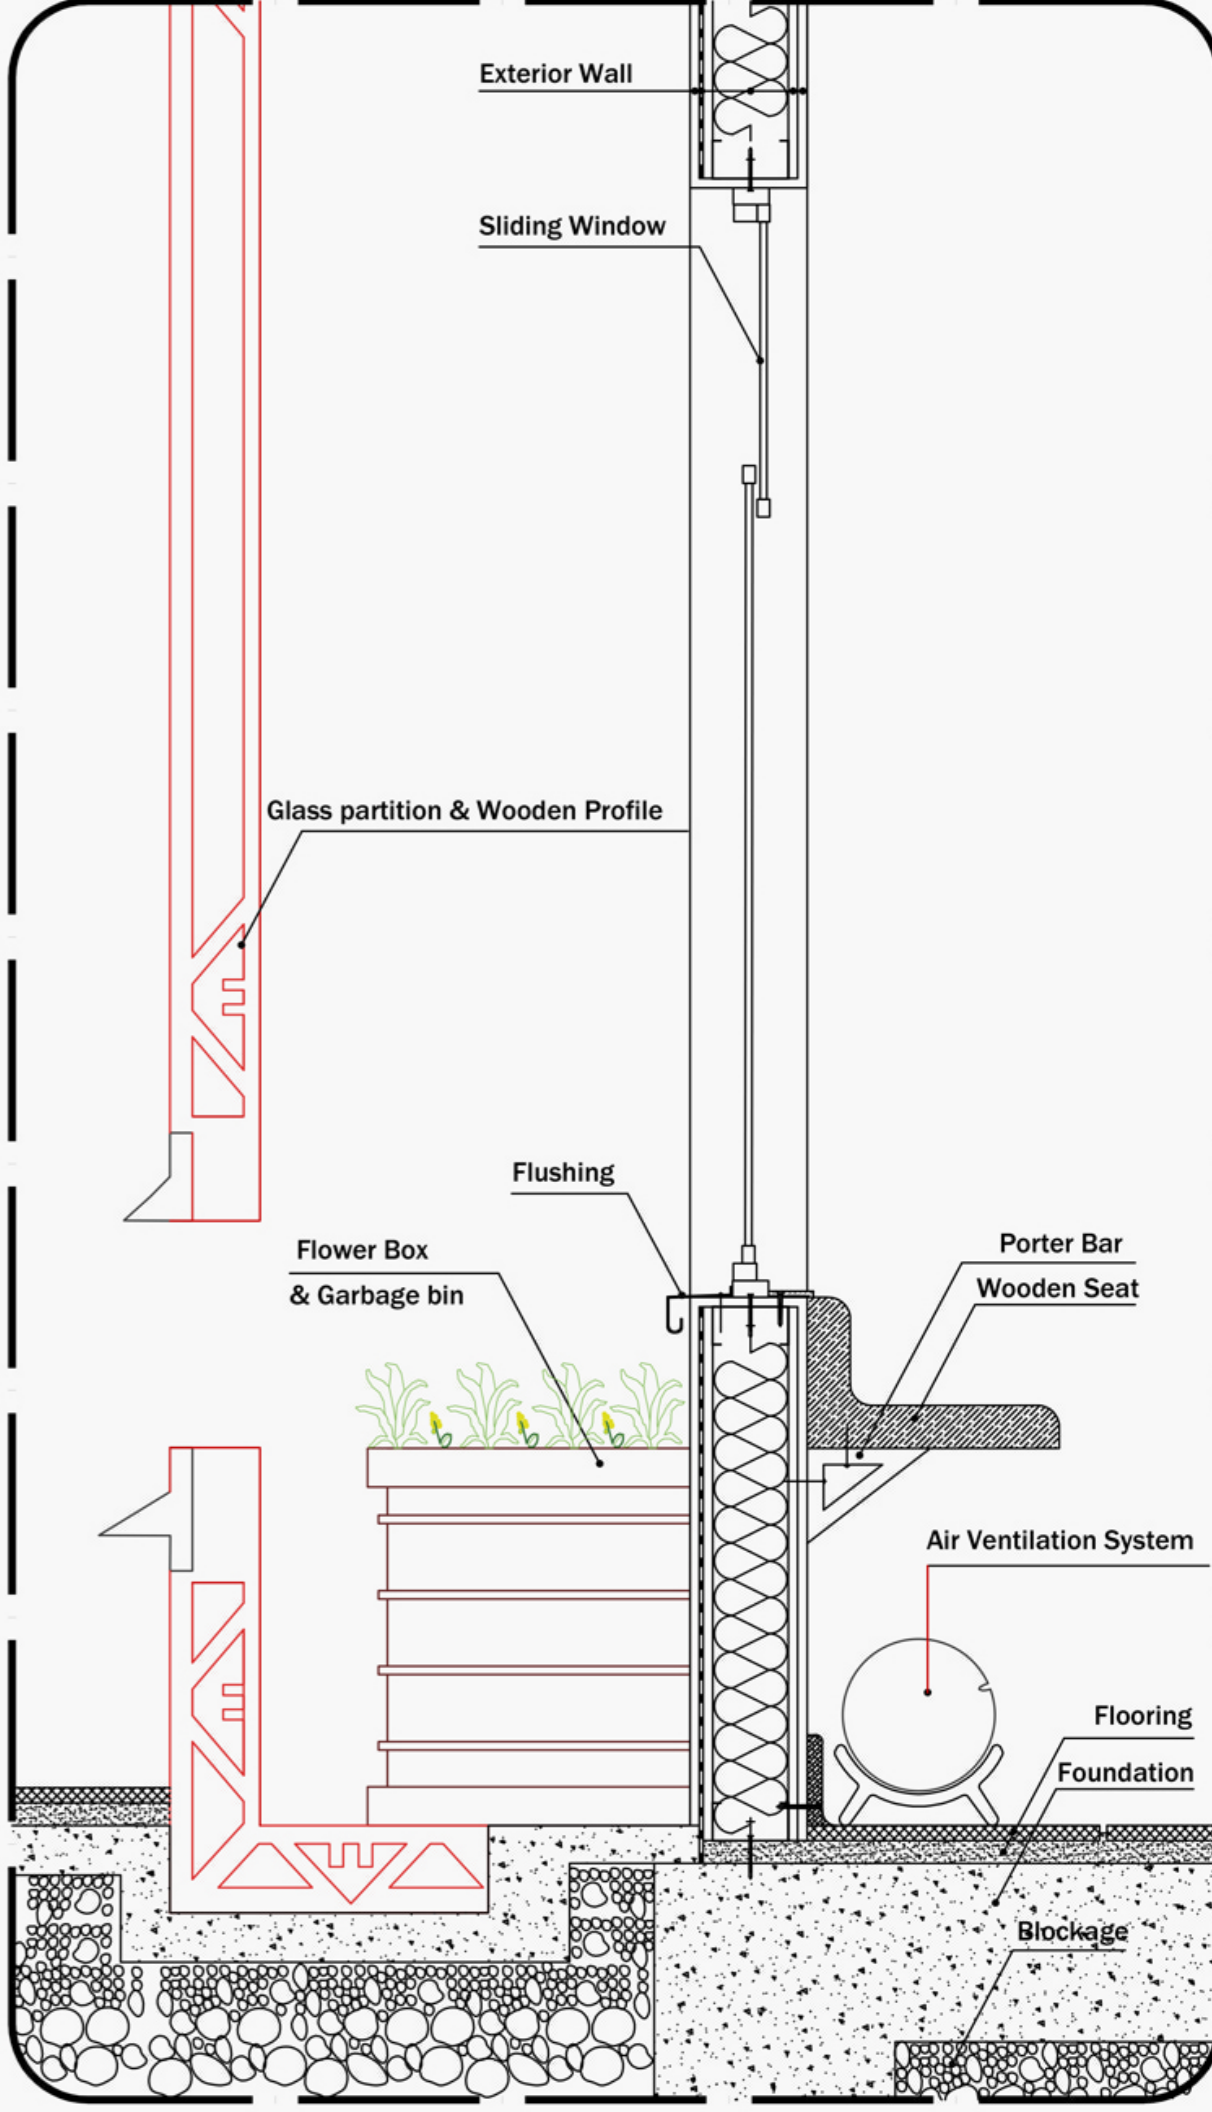 Exterior Wall
Sliding Window
Glass partition & Wooden Profile
Flushing
Flower Box
& Garbage bin
Porter Bar
Wooden Seat
Air Ventilation System
Flooring
Foundation
Blockage